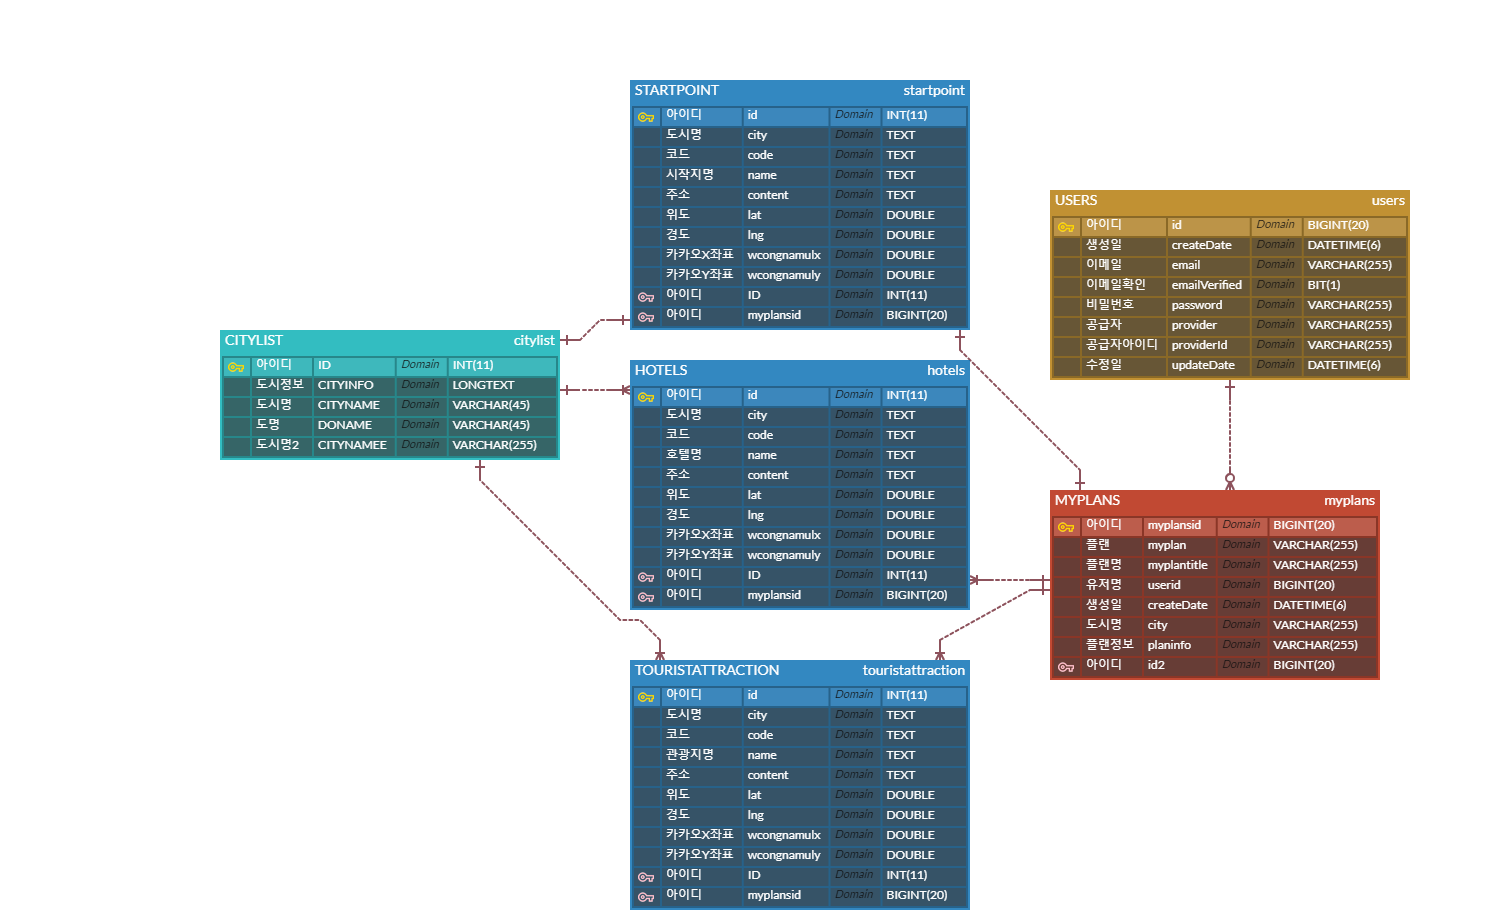 STARTPOINT startpoint
아이디 id Domain INT(11)
도시명 city Domain TEXT
코드 code Domain TEXT
시작지명 name Domain TEXT
주소 content Domain TEXT
위도 lat Domain DOUBLE
경도 lng Domain DOUBLE
카카오X좌표 wcongnamulx Domain DOUBLE
카카오Y좌표 wcongnamuly Domain DOUBLE
아이디 ID Domain INT(11)
아이디 myplansid Domain BIGINT(20)
USERS users
아이디 id Domain BIGINT(20)
생성일 createDate Domain DATETIME(6)
이메일 email Domain VARCHAR(255)
이메일확인 emailVerified Domain BIT(1)
비밀번호 password Domain VARCHAR(255)
공급자 provider Domain VARCHAR(255)
공급자아이디 providerId Domain VARCHAR(255)
수정일 updateDate Domain DATETIME(6)
CITYLIST citylist
아이디 ID Domain INT(11)
도시정보 CITYINFO Domain LONGTEXT
도시명 CITYNAME Domain VARCHAR(45)
도명 DONAME Domain VARCHAR(45)
도시명2 CITYNAMEE Domain VARCHAR(255)
HOTELS hotels
아이디 id Domain INT(11)
도시명 city Domain TEXT
코드 code Domain TEXT
호텔명 name Domain TEXT
주소 content Domain TEXT
위도 lat Domain DOUBLE
경도 lng Domain DOUBLE
카카오X좌표 wcongnamulx Domain DOUBLE
카카오Y좌표 wcongnamuly Domain DOUBLE
아이디 ID Domain INT(11)
아이디 myplansid Domain BIGINT(20)
MYPLANS myplans
아이디 myplansid Domain BIGINT(20)
플랜 myplan Domain VARCHAR(255)
플랜명 myplantitle Domain VARCHAR(255)
유저명 userid Domain BIGINT(20)
생성일 createDate Domain DATETIME(6)
도시명 city Domain VARCHAR(255)
플랜정보 planinfo Domain VARCHAR(255)
아이디 id2 Domain BIGINT(20)
TOURISTATTRACTION touristattraction
아이디 id Domain INT(11)
도시명 city Domain TEXT
코드 code Domain TEXT
관광지명 name Domain TEXT
주소 content Domain TEXT
위도 lat Domain DOUBLE
경도 lng Domain DOUBLE
카카오X좌표 wcongnamulx Domain DOUBLE
카카오Y좌표 wcongnamuly Domain DOUBLE
아이디 ID Domain INT(11)
아이디 myplansid Domain BIGINT(20)